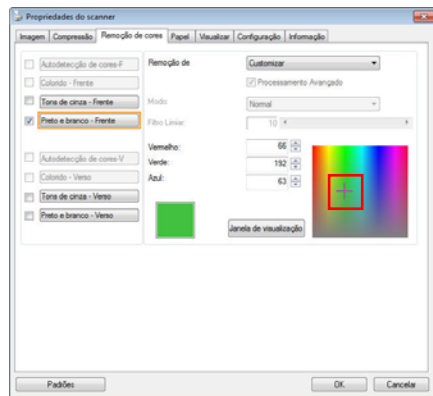 Propriedades do scanner
Imagem Compressão Remoção de cores Papel Visualizar Configuração Informação
Autodetecção de cores-F
Colorido - Frente
Tons de cinza - Frente
Preto e branco - Frente
Autodetecção de cores-V
Colorido - Verso
Tons de cinza - Verso
Preto e branco - Verso
Remoção de Customizar
Processamento Avançado
Modo: Normal
Filtro Limiar: 10
Vermelho: 66
Verde: 192
Azul: 63
Janela de visualização
Padões OK Cancelar